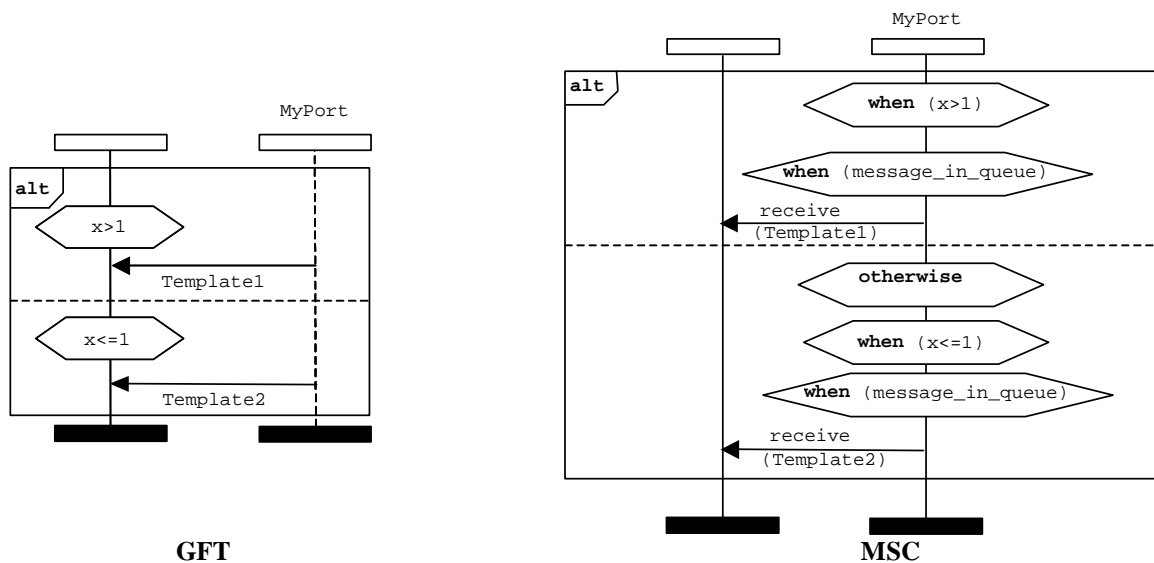 MyPort
alt
x>1
Template1
x<=1
Template2
GFT
MyPort
alt
when (x>1)
when (message_in_queue)
receive
(Template1)
otherwise
when (x<=1)
when (message_in_queue)
receive
(Template2)
MSC